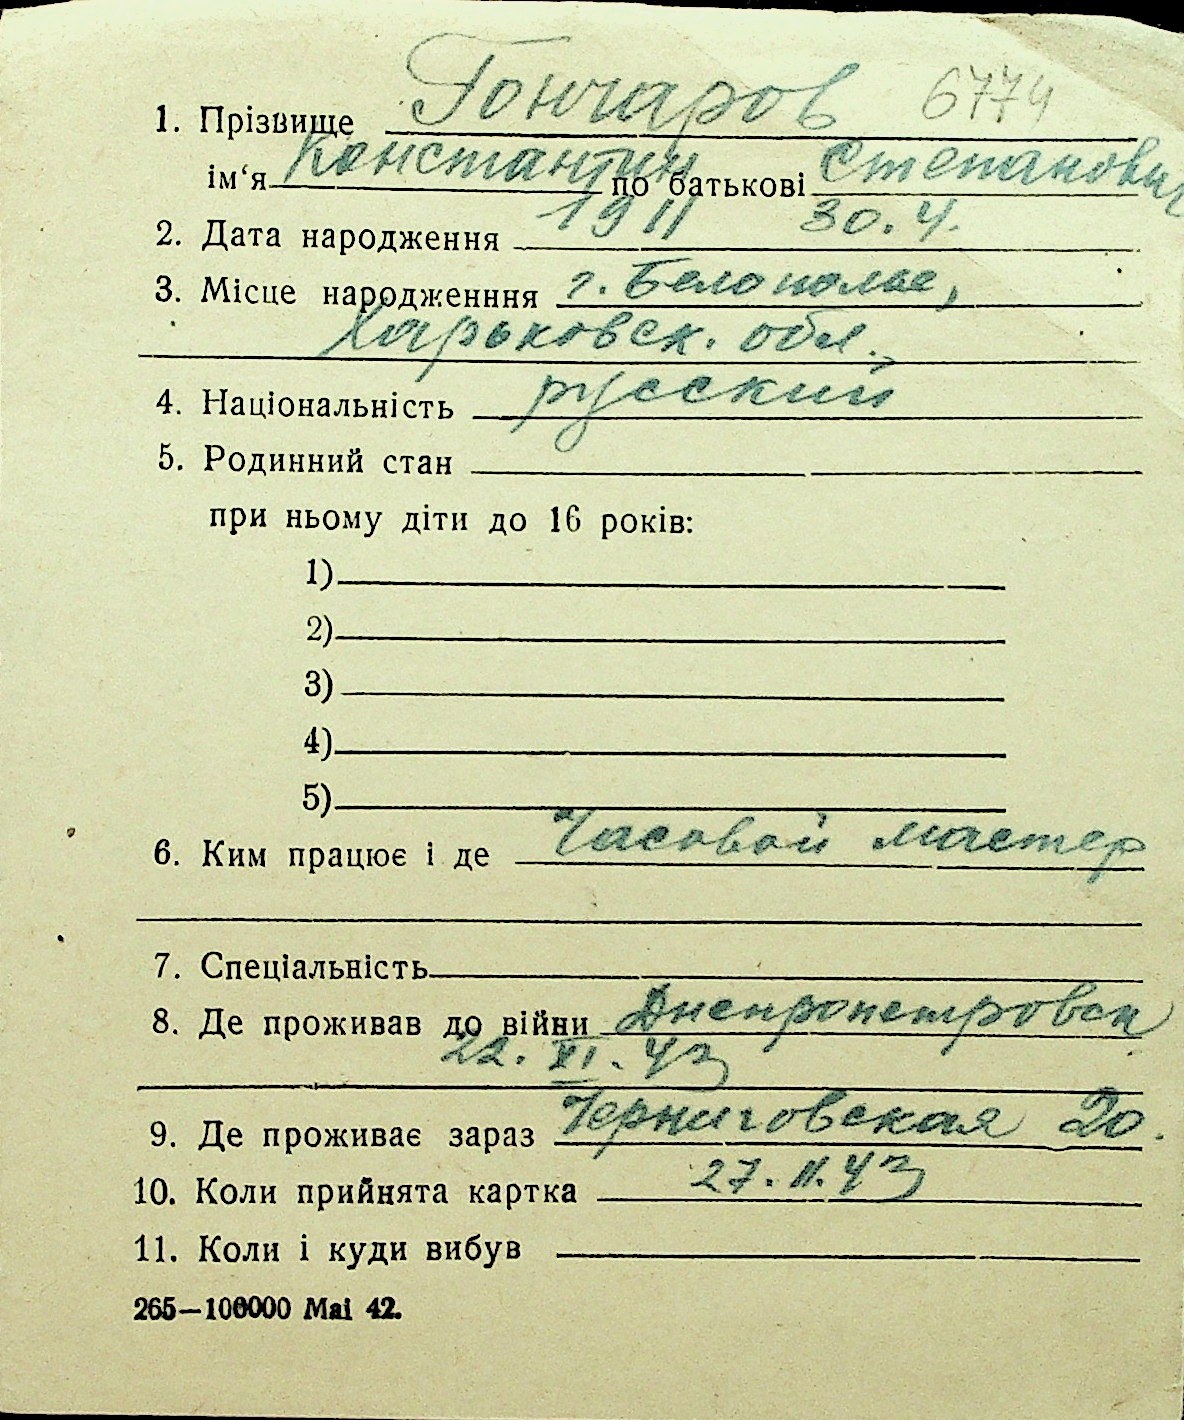 6774
1. Прізвище Гончаров
ім‘я Константин по батькові Степанович
2. Дата народження 1911 30.4.
3. Місце народженння г. Белополье,
Харьковск. обл.
4. Національність русский
5. Родинний стан
при ньому діти до 16 років:
1)
2)
3)
4)
5)
6. Ким працює і де Часовой мастер
7. Спеціальність
8. Де проживав до війни Днепропетровск
22. XI. 43
9. Де проживає зараз Черниговская 20.
10. Коли прийнята картка 27. II. 43
11. Коли і куди вибув
265—100000 Mai 42.